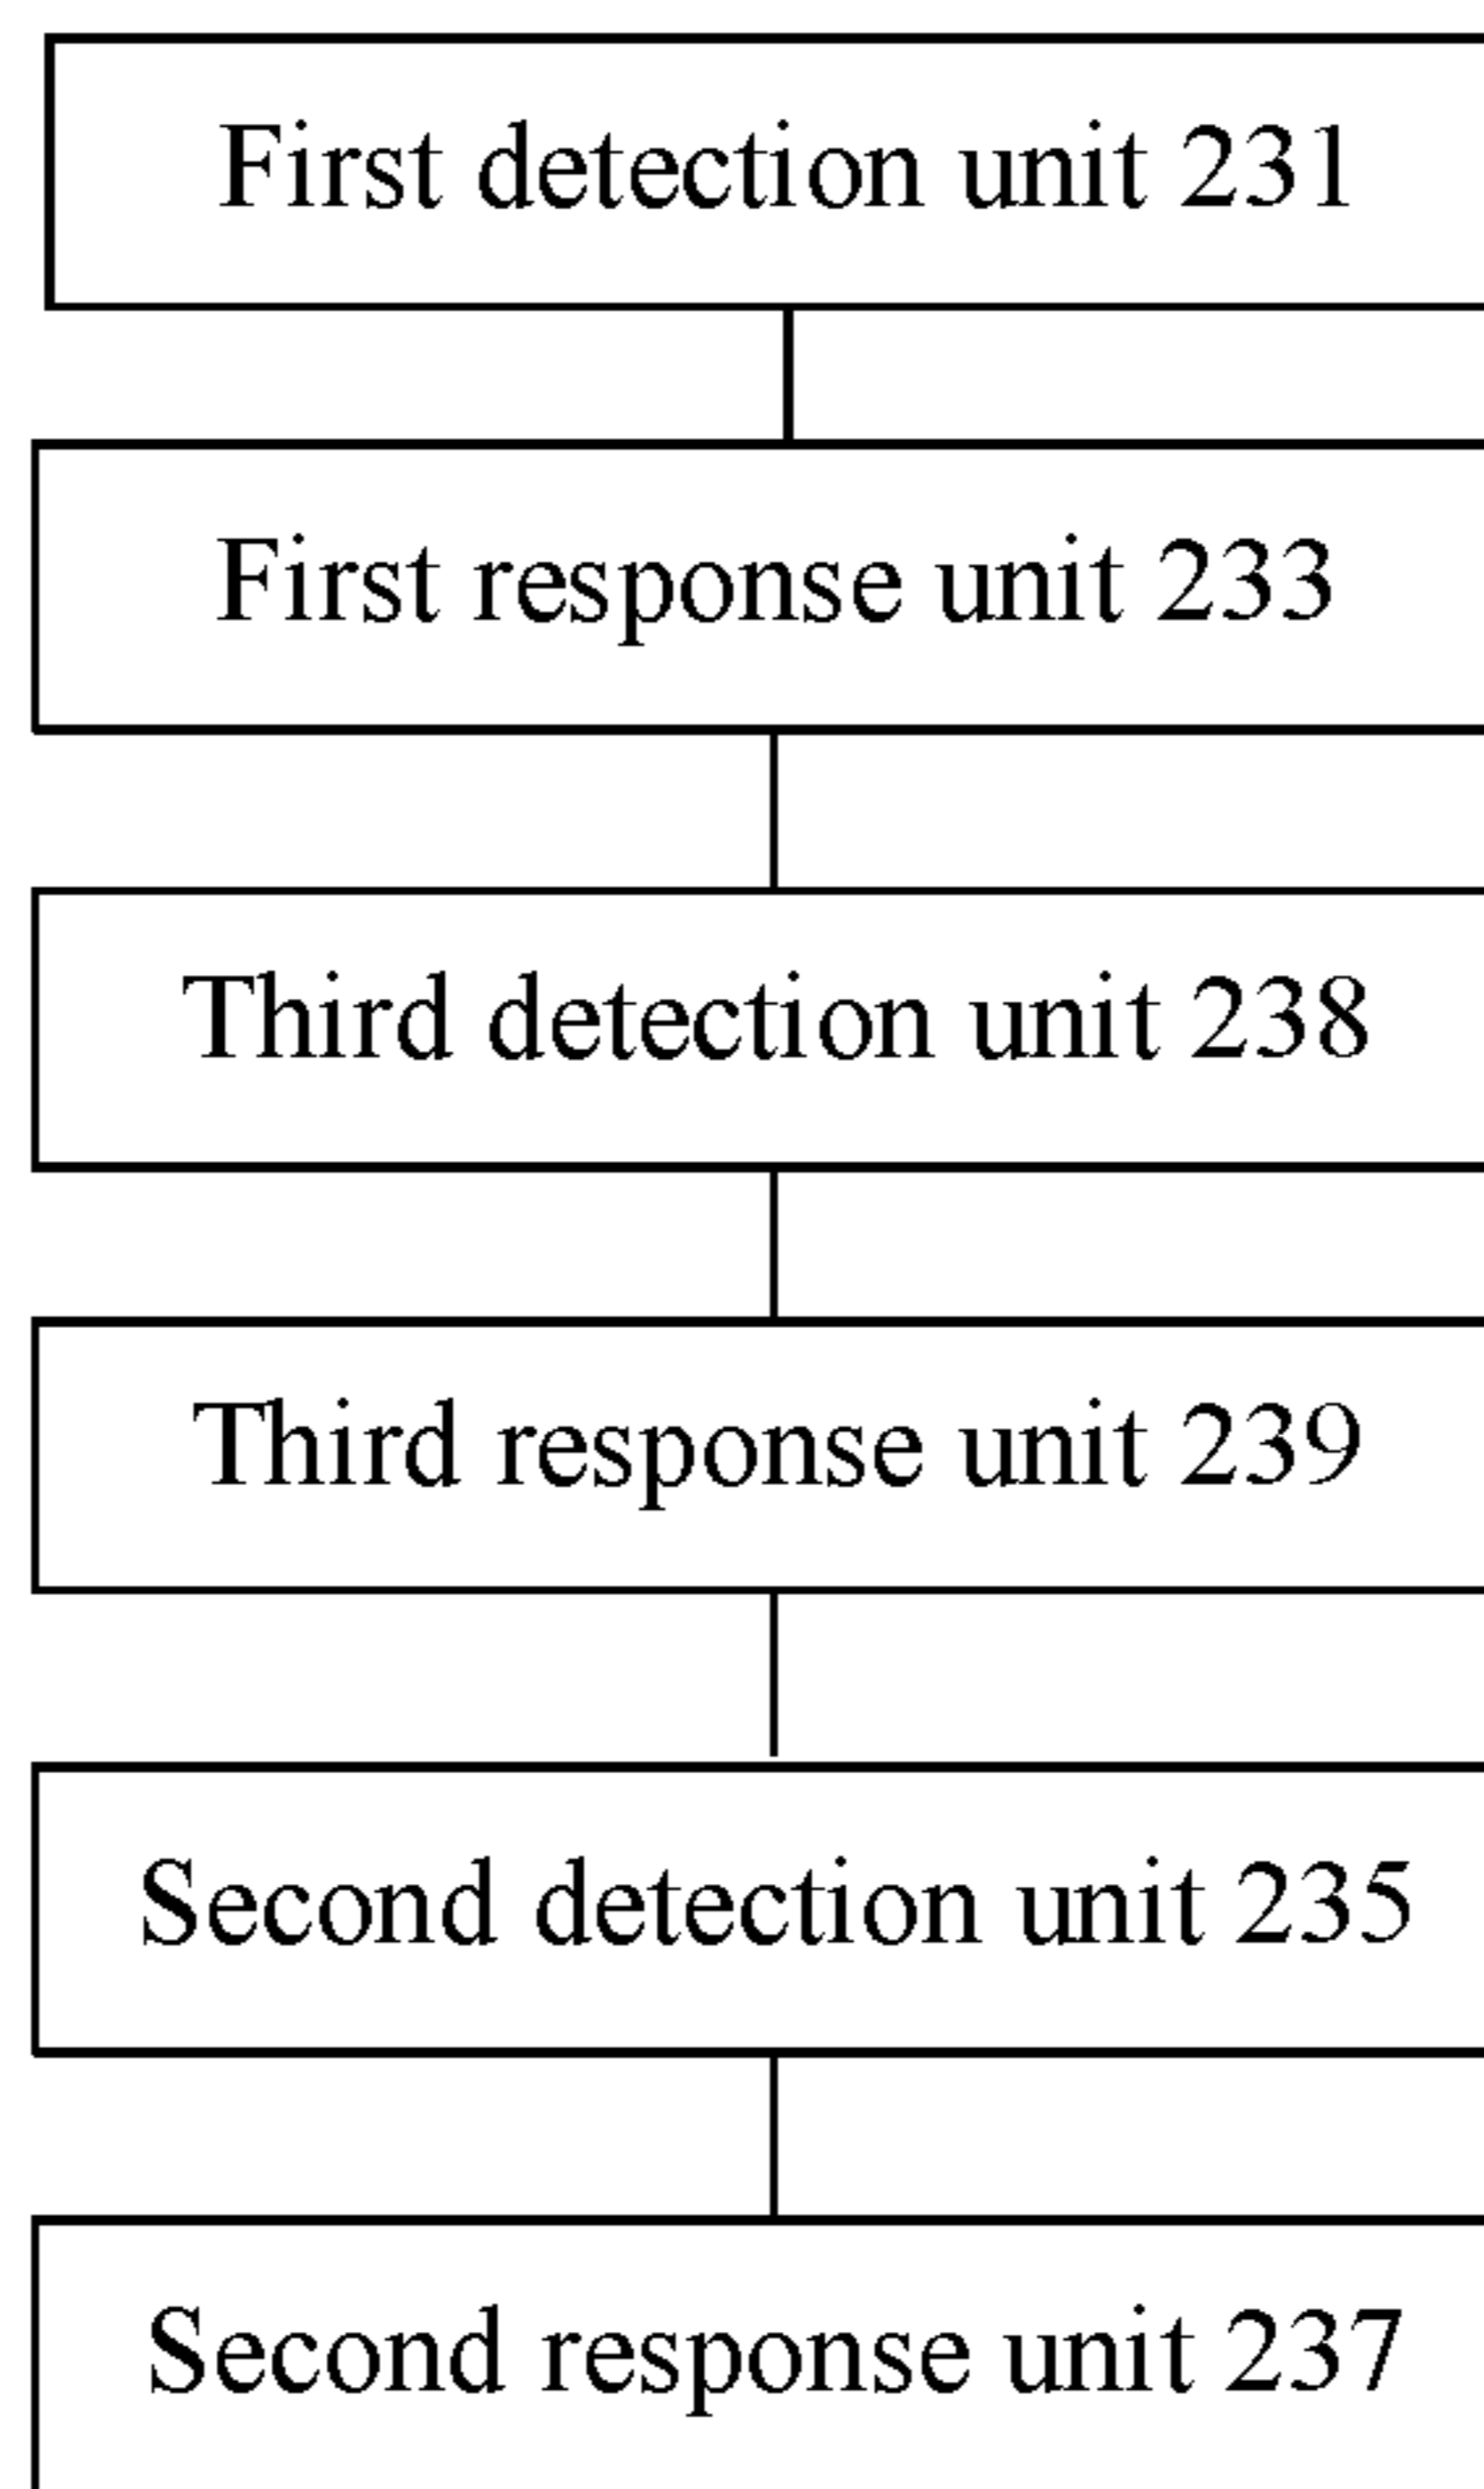 First detection unit 231
First response unit 233
Third detection unit 238
Third response unit 239
Second detection unit 235
Second response unit 237